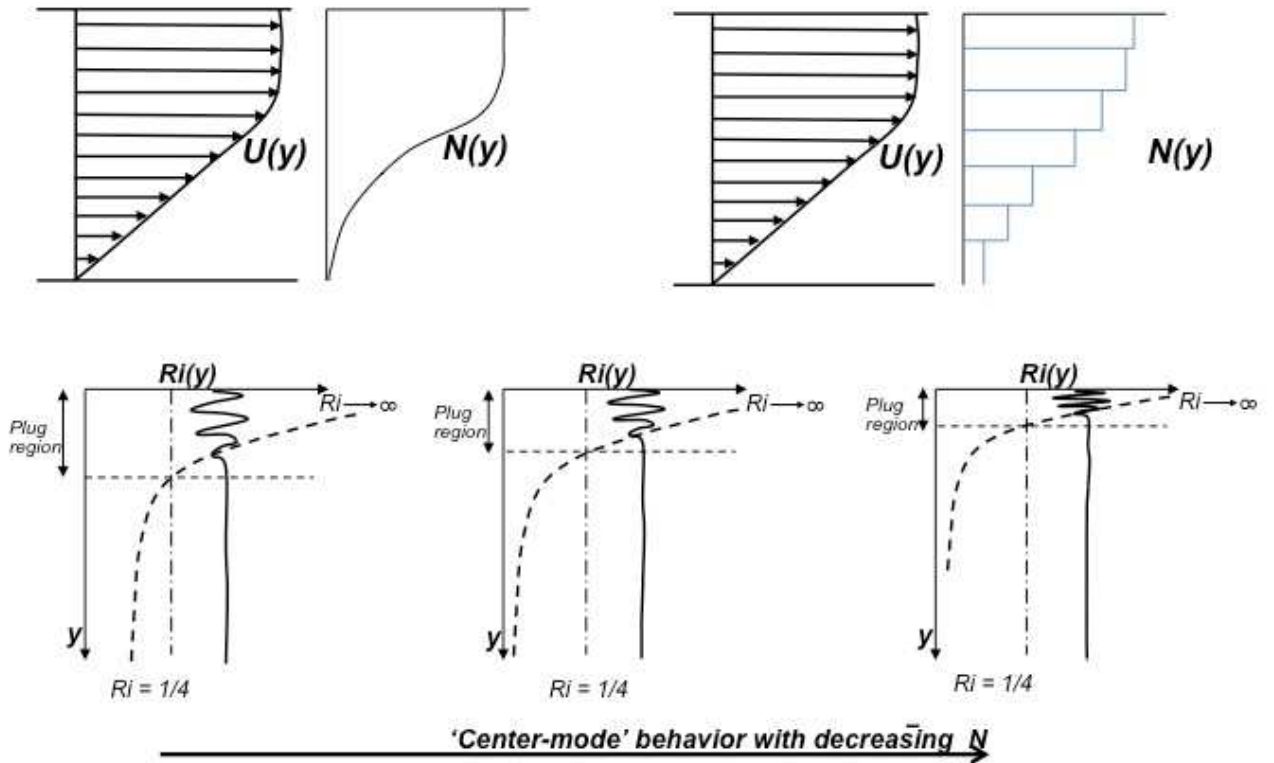 U(y)
N(y)
U(y)
N(y)
Ri(y)
Plug
region
Ri → ∞
y
Ri = 1/4
Ri(y)
Plug
region
Ri → ∞
y
Ri = 1/4
Ri(y)
Plug
region
Ri → ∞
y
Ri = 1/4
'Center-mode' behavior with decreasing N̄